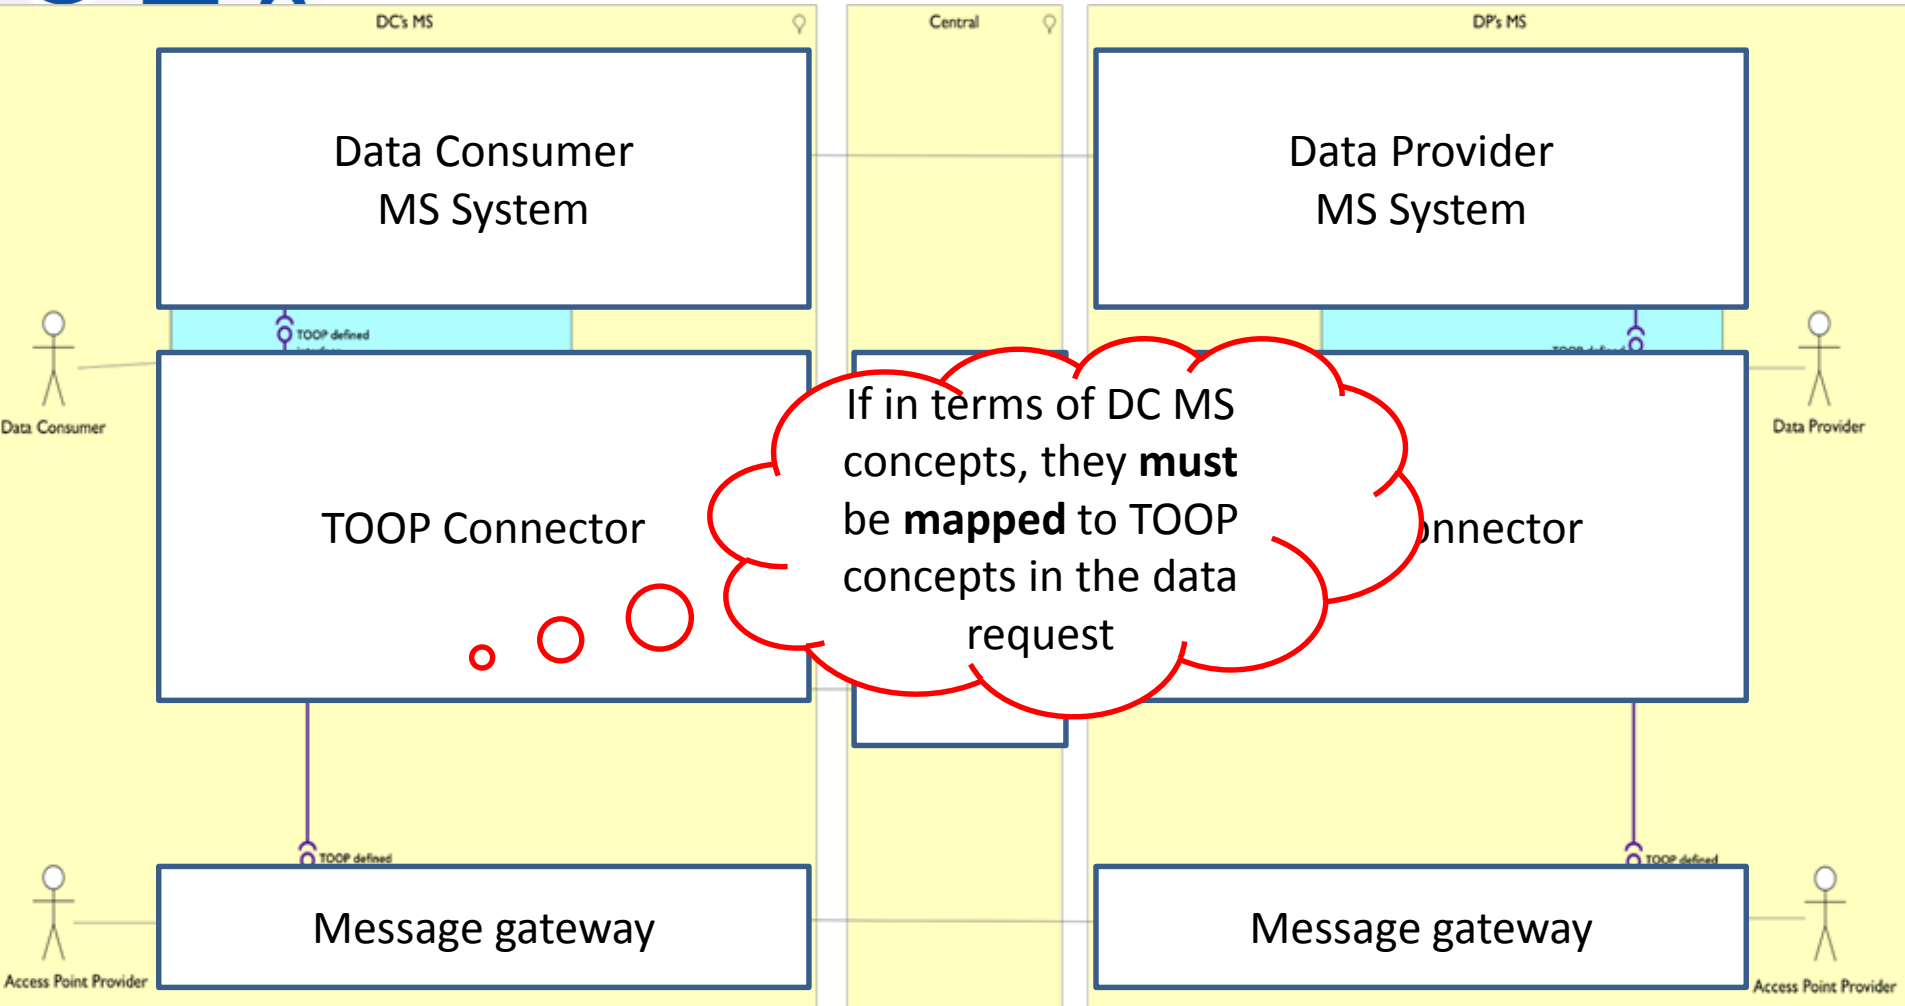 DC's MS
Central
DP's MS
Data Consumer
MS System
Data Provider
MS System
TOOP defined
TOOP defined
Data Consumer
Data Provider
TOOP Connector
If in terms of DC MS
concepts, they must
be mapped to TOOP
concepts in the data
request
onnector
TOOP defined
TOOP defined
Message gateway
Message gateway
Access Point Provider
Access Point Provider